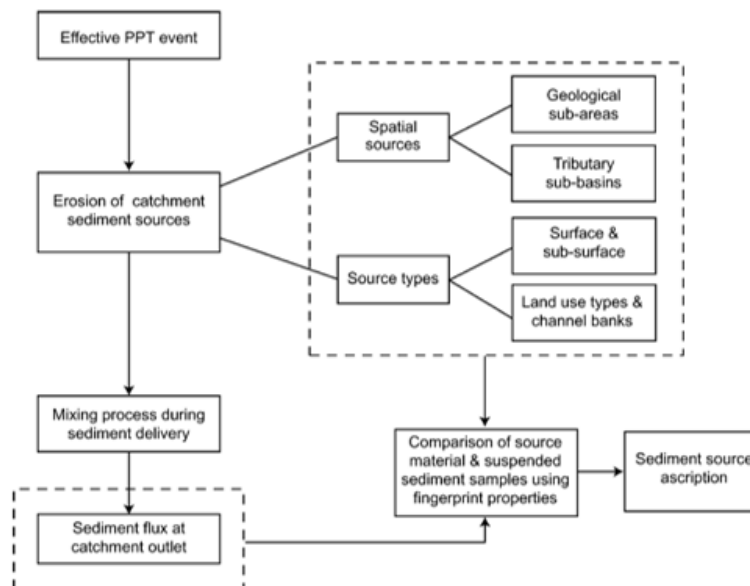 Effective PPT event
Erosion of catchment
sediment sources
Spatial
sources
Geological
sub-areas
Tributary
sub-basins
Source types
Surface &
sub-surface
Land use types &
channel banks
Mixing process during
sediment delivery
Sediment flux at
catchment outlet
Comparison of source
material & suspended
sediment samples using
fingerprint properties
Sediment source
ascription